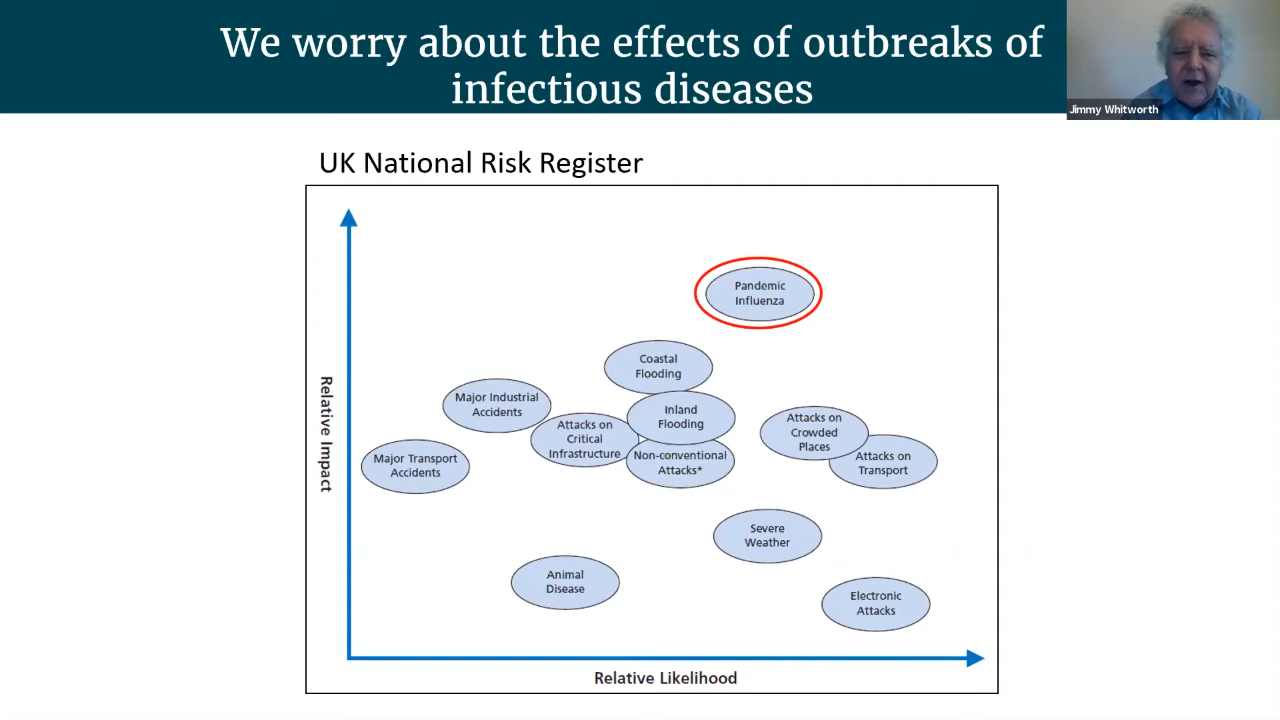 We worry about the effects of outbreaks of
infectious diseases
Jimmy Whitworth
UK National Risk Register
Relative Impact
Pandemic
Influenza
Coastal
Flooding
Major Industrial
Accidents
Inland
Flooding
Attacks on
Critical
Infrastructure
Attacks on
Crowded
Places
Major Transport
Accidents
Non-conventional
Attacks*
Attacks on
Transport
Severe
Weather
Animal
Disease
Electronic
Attacks
Relative Likelihood